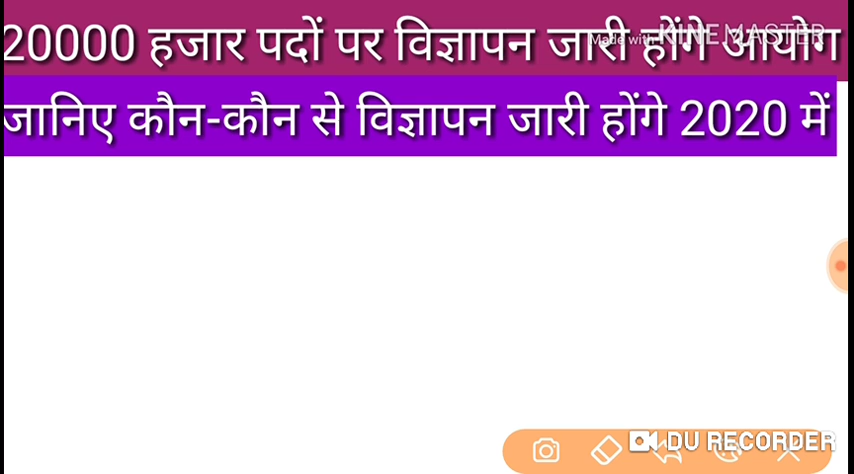 20000 हजार पदों पर विज्ञापन जारी होंगे आयोग
Made with KINEMASTER
जानिए कौन-कौन से विज्ञापन जारी होंगे 2020 में
DU RECORDER